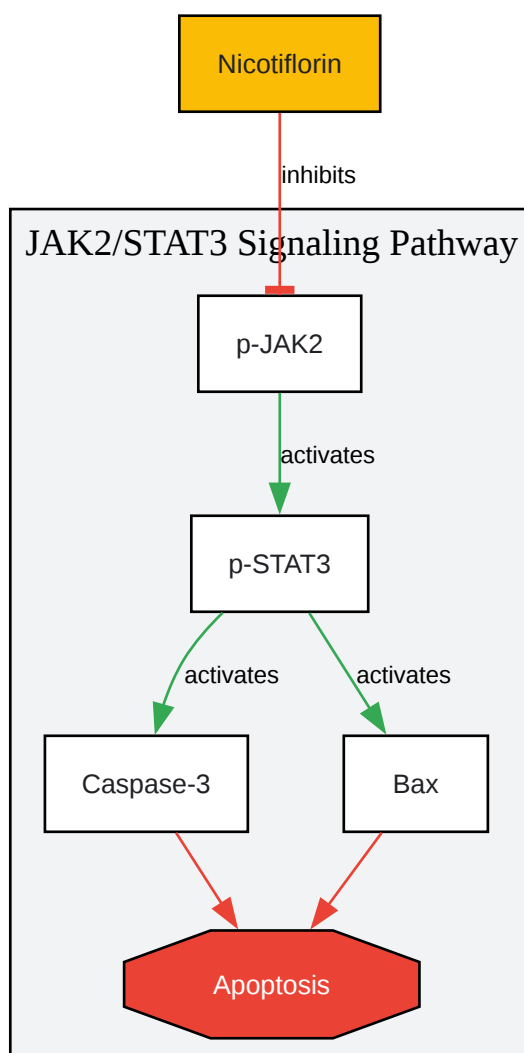 Nicotiflorin
inhibits
JAK2/STAT3 Signaling Pathway
p-JAK2
activates
p-STAT3
activates
activates
Caspase-3
Bax
Apoptosis